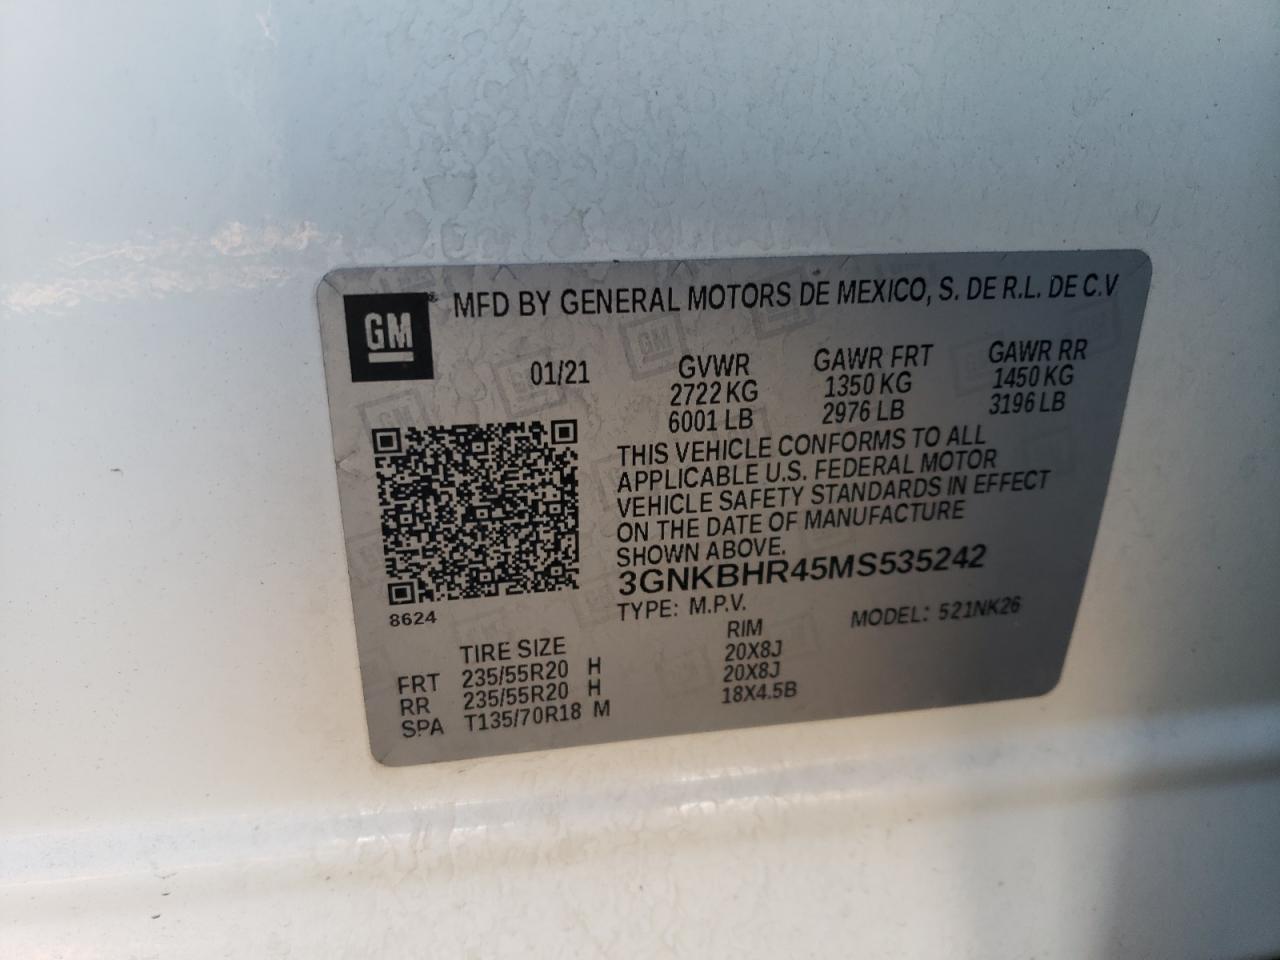 GM
MFD BY GENERAL MOTORS DE MEXICO, S. DE R.L. DE C.V
01/21 GVWR GAWR FRT GAWR RR
2722 KG 1350 KG 1450 KG
6001 LB 2976 LB 3196 LB
THIS VEHICLE CONFORMS TO ALL
APPLICABLE U.S. FEDERAL MOTOR
VEHICLE SAFETY STANDARDS IN EFFECT
ON THE DATE OF MANUFACTURE
SHOWN ABOVE.
3GNKBHR45MS535242
8624
TYPE: M.P.V. MODEL: 521NK26
TIRE SIZE RIM
FRT 235/55R20 H 20X8J
RR 235/55R20 H 20X8J
SPA T135/70R18 M 18X4.5B